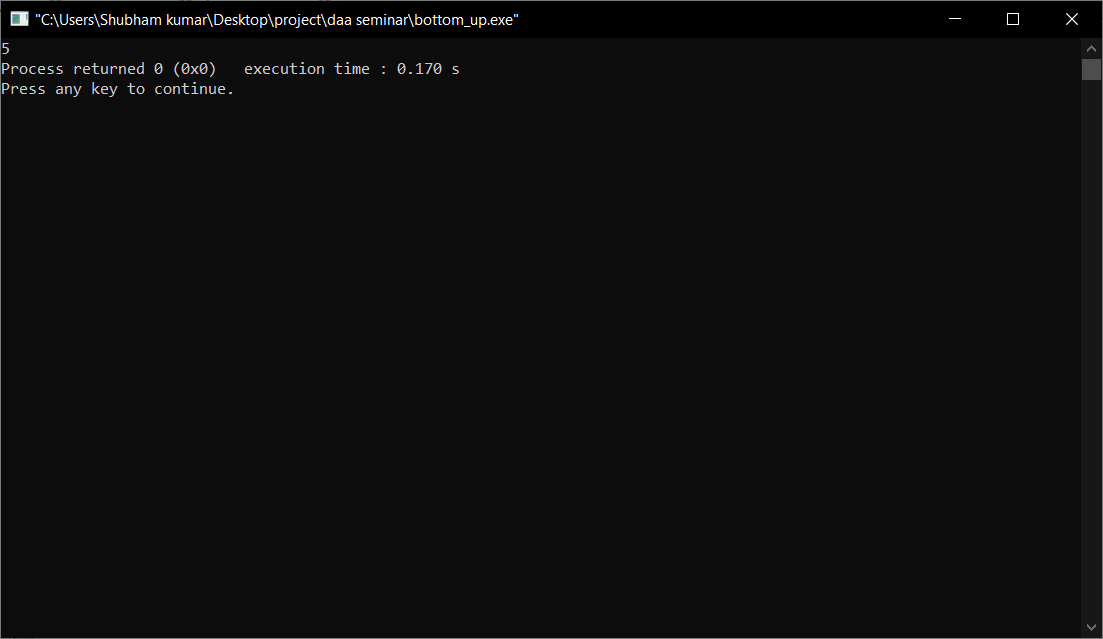 "C:\Users\Shubham kumar\Desktop\project\daa seminar\bottom_up.exe"
5
Process returned 0 (0x0)   execution time : 0.170 s
Press any key to continue.